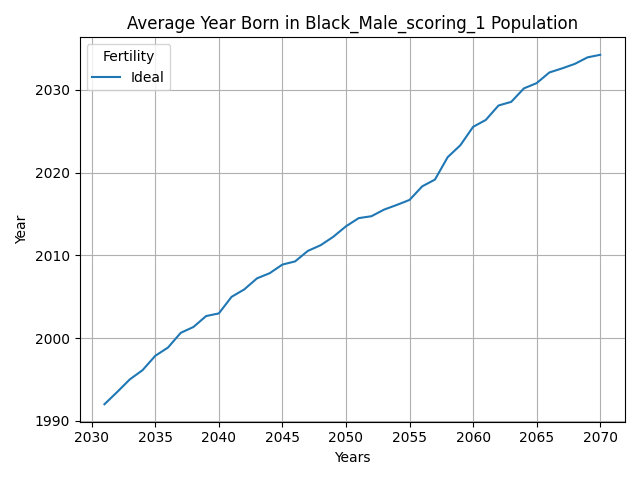 Average Year Born in Black_Male_scoring_1 Population
Fertility
Ideal
Year
2030
2020
2010
2000
1990
2030 2035 2040 2045 2050 2055 2060 2065 2070
Years